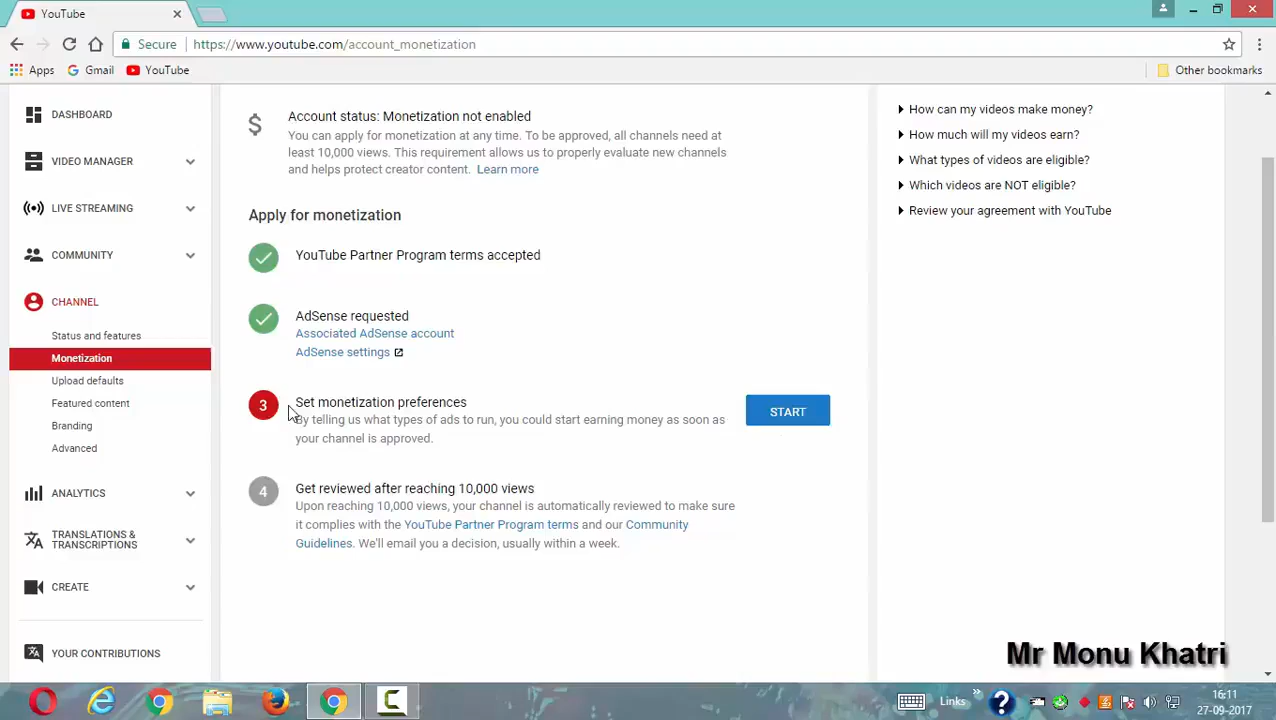 YouTube
Secure
https://www.youtube.com/account_monetization
Apps
Gmail
YouTube
Other bookmarks
DASHBOARD
VIDEO MANAGER
LIVE STREAMING
COMMUNITY
CHANNEL
Status and features
Monetization
Upload defaults
Featured content
Branding
Advanced
ANALYTICS
TRANSLATIONS &
TRANSCRIPTIONS
CREATE
YOUR CONTRIBUTIONS
Account status: Monetization not enabled
You can apply for monetization at any time. To be approved, all channels need at
least 10,000 views. This requirement allows us to properly evaluate new channels
and helps protect creator content. Learn more
Apply for monetization
YouTube Partner Program terms accepted
AdSense requested
Associated AdSense account
AdSense settings
3
Set monetization preferences
By telling us what types of ads to run, you could start earning money as soon as
your channel is approved.
START
4
Get reviewed after reaching 10,000 views
Upon reaching 10,000 views, your channel is automatically reviewed to make sure
it complies with the YouTube Partner Program terms and our Community
Guidelines. We'll email you a decision, usually within a week.
How can my videos make money?
How much will my videos earn?
What types of videos are eligible?
Which videos are NOT eligible?
Review your agreement with YouTube
Mr Monu Khatri
Links
16:11
27-09-2017